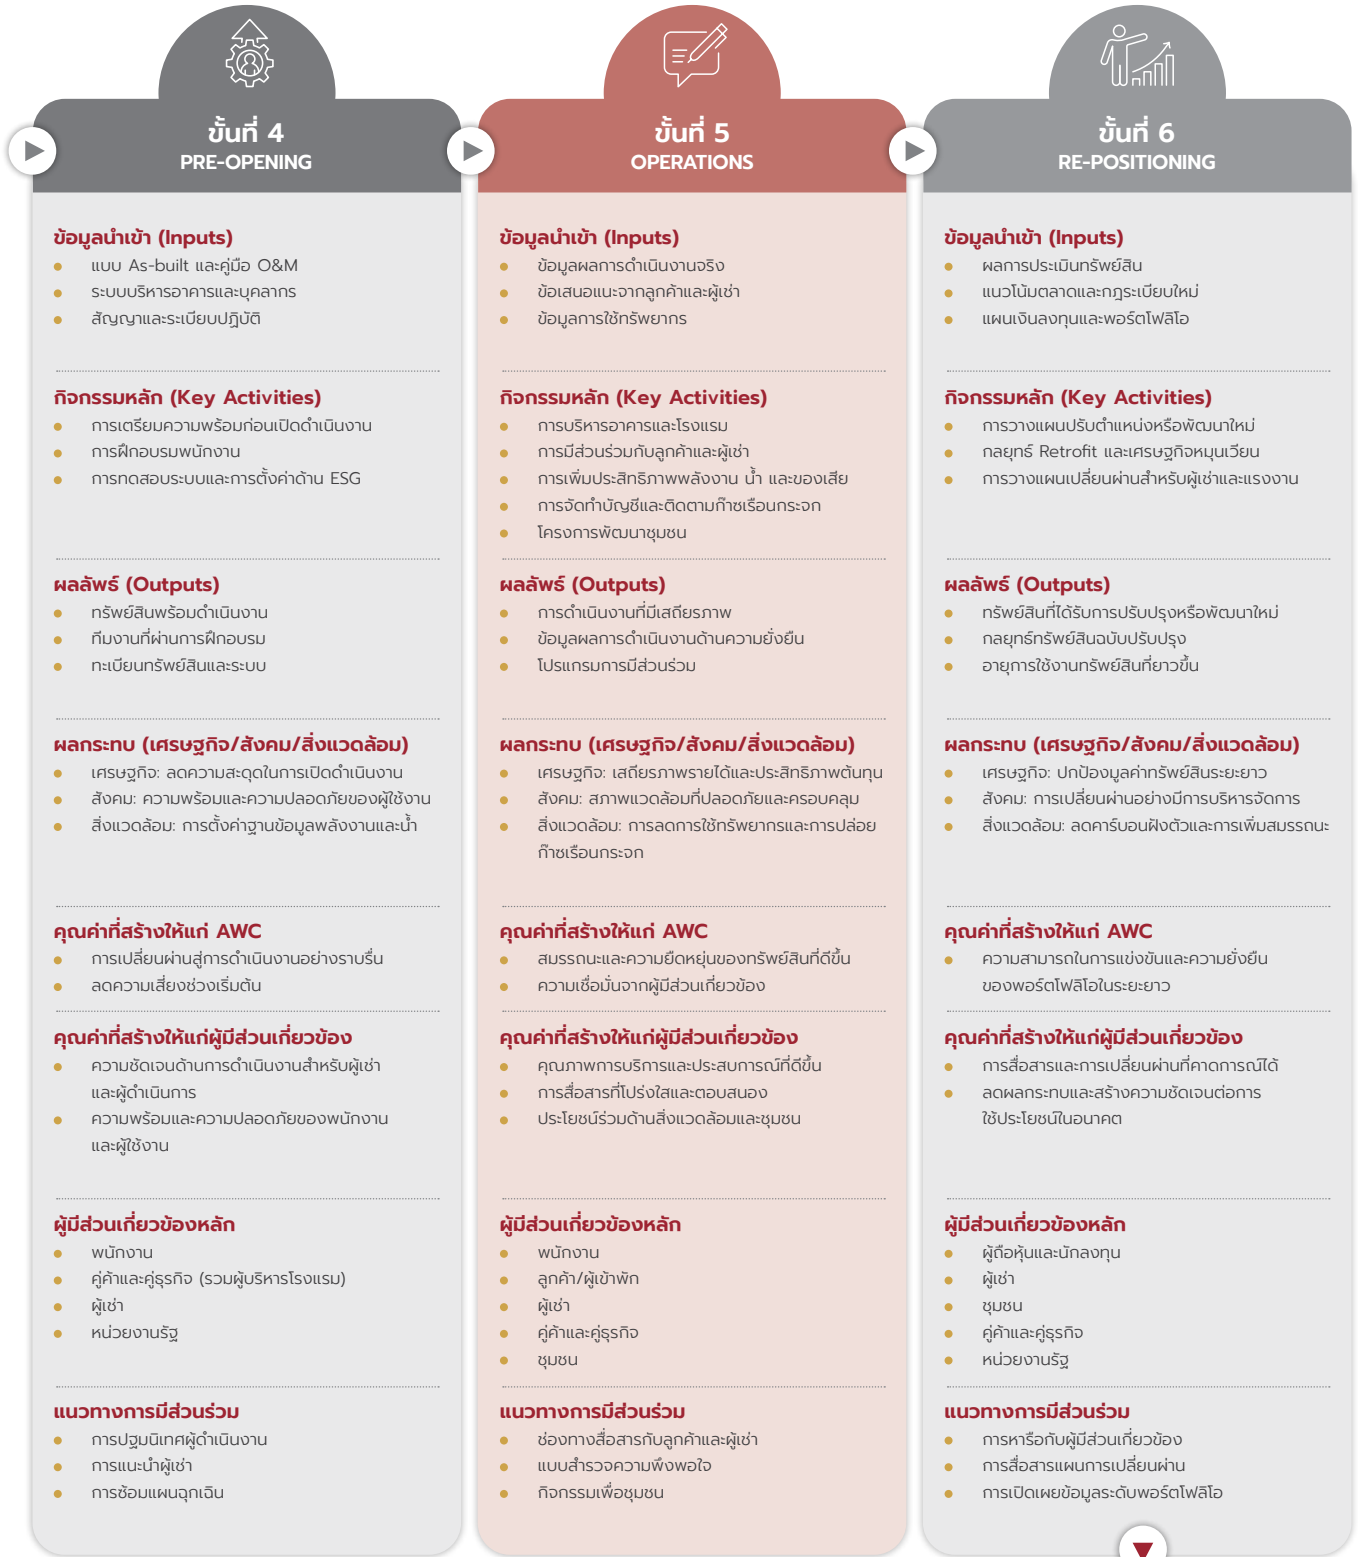 ขั้นที่ 4
PRE-OPENING
ข้อมูลนำเข้า (Inputs)
แบบ As-built และคู่มือ O&M
ระบบบริหารอาคารและบุคลากร
สัญญาและระเบียบปฏิบัติ
กิจกรรมหลัก (Key Activities)
การเตรียมความพร้อมก่อนเปิดดำเนินงาน
การฝึกอบรมพนักงาน
การทดสอบระบบและการตั้งค่าด้าน ESG
ผลลัพธ์ (Outputs)
ทรัพย์สินพร้อมดำเนินงาน
ทีมงานที่ผ่านการฝึกอบรม
ทะเบียนทรัพย์สินและระบบ
ผลกระทบ (เศรษฐกิจ/สังคม/สิ่งแวดล้อม)
เศรษฐกิจ: ลดความสะดุดในการเปิดดำเนินงาน
สังคม: ความพร้อมและความปลอดภัยของผู้ใช้งาน
สิ่งแวดล้อม: การตั้งค่าฐานข้อมูลพลังงานและน้ำ
คุณค่าที่สร้างให้แก่ AWC
การเปลี่ยนผ่านสู่การดำเนินงานอย่างราบรื่น
ลดความเสี่ยงช่วงเริ่มต้น
คุณค่าที่สร้างให้แก่ผู้มีส่วนเกี่ยวข้อง
ความชัดเจนด้านการดำเนินงานสำหรับผู้เช่า
และผู้ดำเนินการ
ความพร้อมและความปลอดภัยของพนักงาน
และผู้ใช้งาน
ผู้มีส่วนเกี่ยวข้องหลัก
พนักงาน
คู่ค้าและคู่ธุรกิจ (รวมผู้บริหารโรงแรม)
ผู้เช่า
หน่วยงานรัฐ
แนวทางการมีส่วนร่วม
การปฐมนิเทศผู้ดำเนินงาน
การแนะนำผู้เช่า
การซ้อมแผนฉุกเฉิน
ขั้นที่ 5
OPERATIONS
ข้อมูลนำเข้า (Inputs)
ข้อมูลผลการดำเนินงานจริง
ข้อเสนอแนะจากลูกค้าและผู้เช่า
ข้อมูลการใช้ทรัพยากร
กิจกรรมหลัก (Key Activities)
การบริหารอาคารและโรงแรม
การมีส่วนร่วมกับลูกค้าและผู้เช่า
การเพิ่มประสิทธิภาพพลังงาน น้ำ และของเสีย
การจัดทำบัญชีและติดตามก๊าซเรือนกระจก
โครงการพัฒนาชุมชน
ผลลัพธ์ (Outputs)
การดำเนินงานที่มีเสถียรภาพ
ข้อมูลผลการดำเนินงานด้านความยั่งยืน
โปรแกรมการมีส่วนร่วม
ผลกระทบ (เศรษฐกิจ/สังคม/สิ่งแวดล้อม)
เศรษฐกิจ: เสถียรภาพรายได้และประสิทธิภาพต้นทุน
สังคม: สภาพแวดล้อมที่ปลอดภัยและครอบคลุม
สิ่งแวดล้อม: การลดการใช้ทรัพยากรและการปล่อย
ก๊าซเรือนกระจก
คุณค่าที่สร้างให้แก่ AWC
สมรรถนะและความยืดหยุ่นของทรัพย์สินที่ดีขึ้น
ความเชื่อมั่นจากผู้มีส่วนเกี่ยวข้อง
คุณค่าที่สร้างให้แก่ผู้มีส่วนเกี่ยวข้อง
คุณภาพการบริการและประสบการณ์ที่ดีขึ้น
การสื่อสารที่โปร่งใสและตอบสนอง
ประโยชน์ร่วมด้านสิ่งแวดล้อมและชุมชน
ผู้มีส่วนเกี่ยวข้องหลัก
พนักงาน
ลูกค้า/ผู้เข้าพัก
ผู้เช่า
คู่ค้าและคู่ธุรกิจ
ชุมชน
แนวทางการมีส่วนร่วม
ช่องทางสื่อสารกับลูกค้าและผู้เช่า
แบบสำรวจความพึงพอใจ
กิจกรรมเพื่อชุมชน
ขั้นที่ 6
RE-POSITIONING
ข้อมูลนำเข้า (Inputs)
ผลการประเมินทรัพย์สิน
แนวโน้มตลาดและกฎระเบียบใหม่
แผนเงินลงทุนและพอร์ตโฟลิโอ
กิจกรรมหลัก (Key Activities)
การวางแผนปรับตำแหน่งหรือพัฒนาใหม่
กลยุทธ์ Retrofit และเศรษฐกิจหมุนเวียน
การวางแผนเปลี่ยนผ่านสำหรับผู้เช่าและแรงงาน
ผลลัพธ์ (Outputs)
ทรัพย์สินที่ได้รับการปรับปรุงหรือพัฒนาใหม่
กลยุทธ์ทรัพย์สินฉบับปรับปรุง
อายุการใช้งานทรัพย์สินที่ยาวขึ้น
ผลกระทบ (เศรษฐกิจ/สังคม/สิ่งแวดล้อม)
เศรษฐกิจ: ปกป้องมูลค่าทรัพย์สินระยะยาว
สังคม: การเปลี่ยนผ่านอย่างมีการบริหารจัดการ
สิ่งแวดล้อม: ลดคาร์บอนฝังตัวและการเพิ่มสมรรถนะ
คุณค่าที่สร้างให้แก่ AWC
ความสามารถในการแข่งขันและความยั่งยืน
ของพอร์ตโฟลิโอในระยะยาว
คุณค่าที่สร้างให้แก่ผู้มีส่วนเกี่ยวข้อง
การสื่อสารและการเปลี่ยนผ่านที่คาดการณ์ได้
ลดผลกระทบและสร้างความชัดเจนต่อการ
ใช้ประโยชน์ในอนาคต
ผู้มีส่วนเกี่ยวข้องหลัก
ผู้ถือหุ้นและนักลงทุน
ผู้เช่า
ชุมชน
คู่ค้าและคู่ธุรกิจ
หน่วยงานรัฐ
แนวทางการมีส่วนร่วม
การหารือกับผู้มีส่วนเกี่ยวข้อง
การสื่อสารแผนการเปลี่ยนผ่าน
การเปิดเผยข้อมูลระดับพอร์ตโฟลิโอ